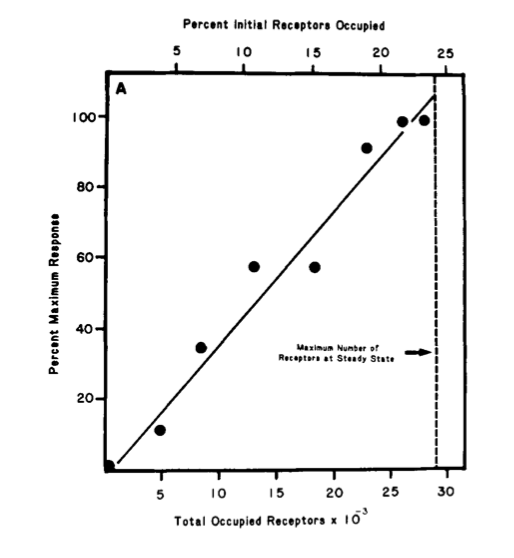 Percent Initial Receptors Occupied
5 10 15 20 25
A
100
80
60
40
20
Percent Maximum Response
Maximum Number of
Receptors at Steady State
5 10 15 20 25 30
Total Occupied Receptors x 10⁻³